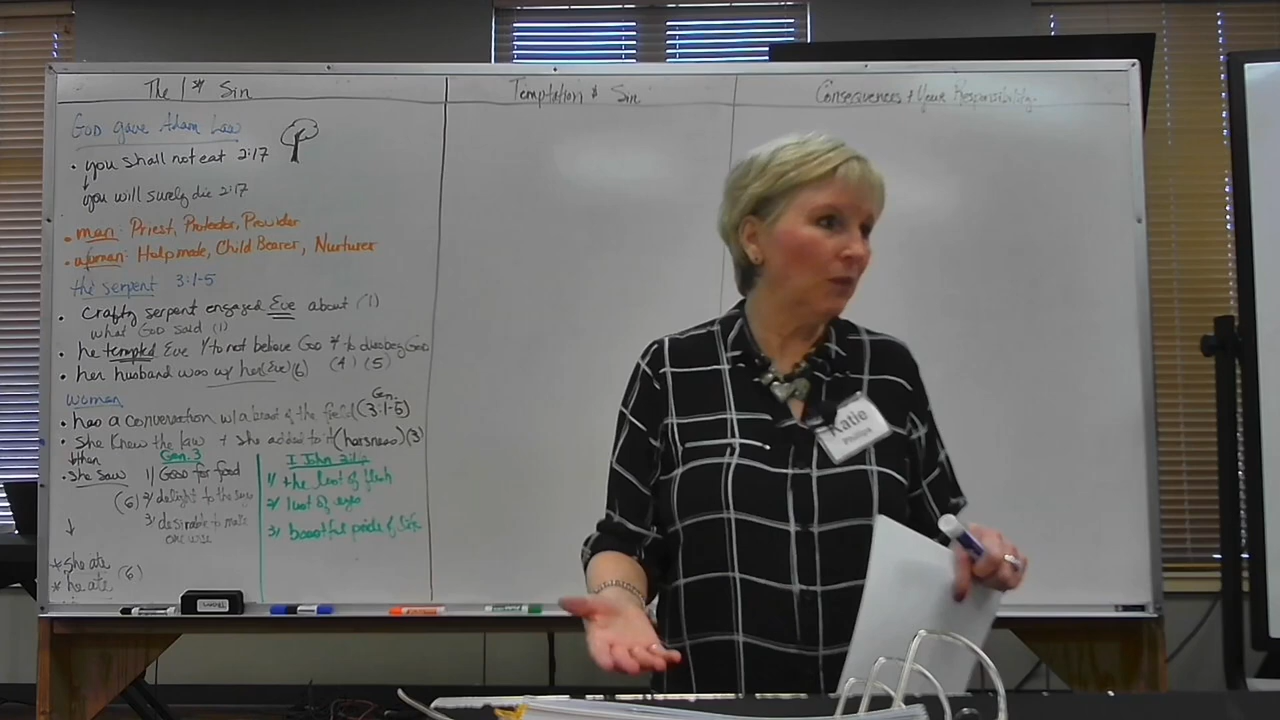 The 1st Sin
Temptation & Sin
Consequences & Your Responsibility
God gave Adam Law
• you shall not eat 2:17
↓
you will surely die 2:17
• man: Priest, Protector, Provider
• woman: Helpmate, Child Bearer, Nurturer
the serpent 3:1-5
• crafty serpent engaged Eve about (1)
what God said (1)
• he tempted Eve to not believe God & to disobey God
(4) (5)
• her husband was w/ her (Eve) (6)
woman
• has a conversation w/ a beast of the field (Gen. 3:1-5)
• she knew the law + she added to it (harsness) (3)
then
• she saw
Gen. 3
1) Good for food
(6) 2) delight to the eyes
3) desirable to make
one wise
I John 2:16
1) the lust of flesh
2) lust of eyes
3) boastful pride of life
↓
* she ate
* he ate (6)
Katie
Phillips